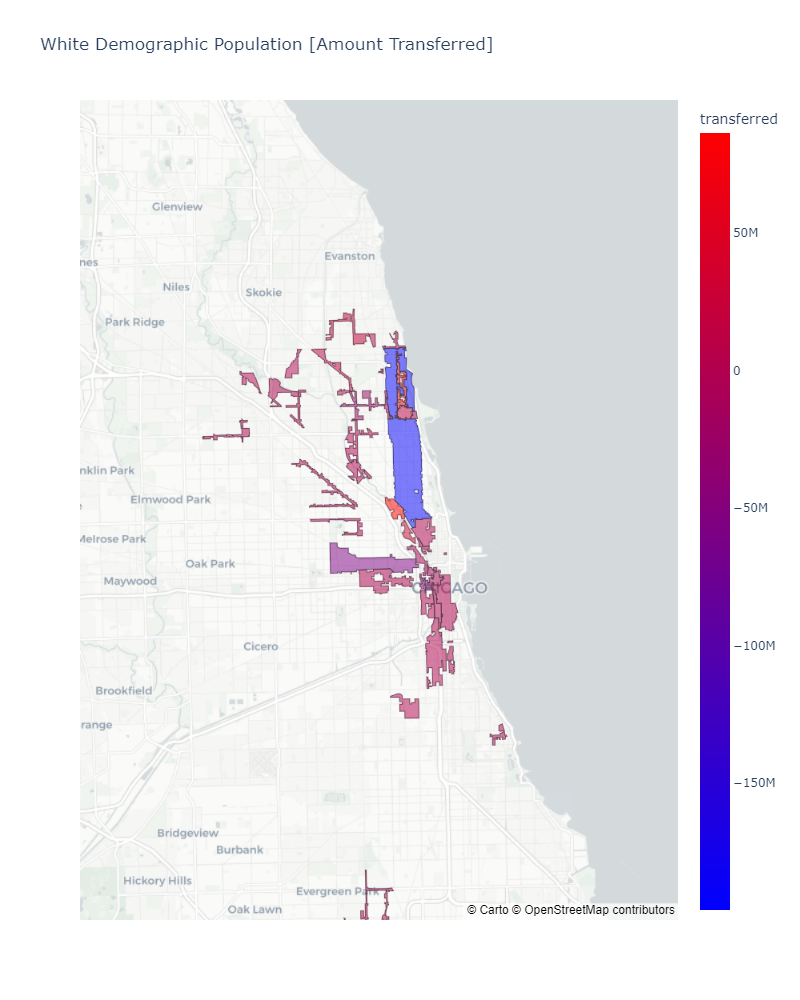 White Demographic Population [Amount Transferred]
transferred
50M
0
−50M
−100M
−150M
Glenview
Evanston
nes
Niles
Skokie
Park Ridge
nklin Park
Elmwood Park
Melrose Park
Oak Park
Maywood
CHICAGO
Cicero
Brookfield
range
Bridgeview
Burbank
Hickory Hills
Evergreen Park
Oak Lawn
© Carto © OpenStreetMap contributors